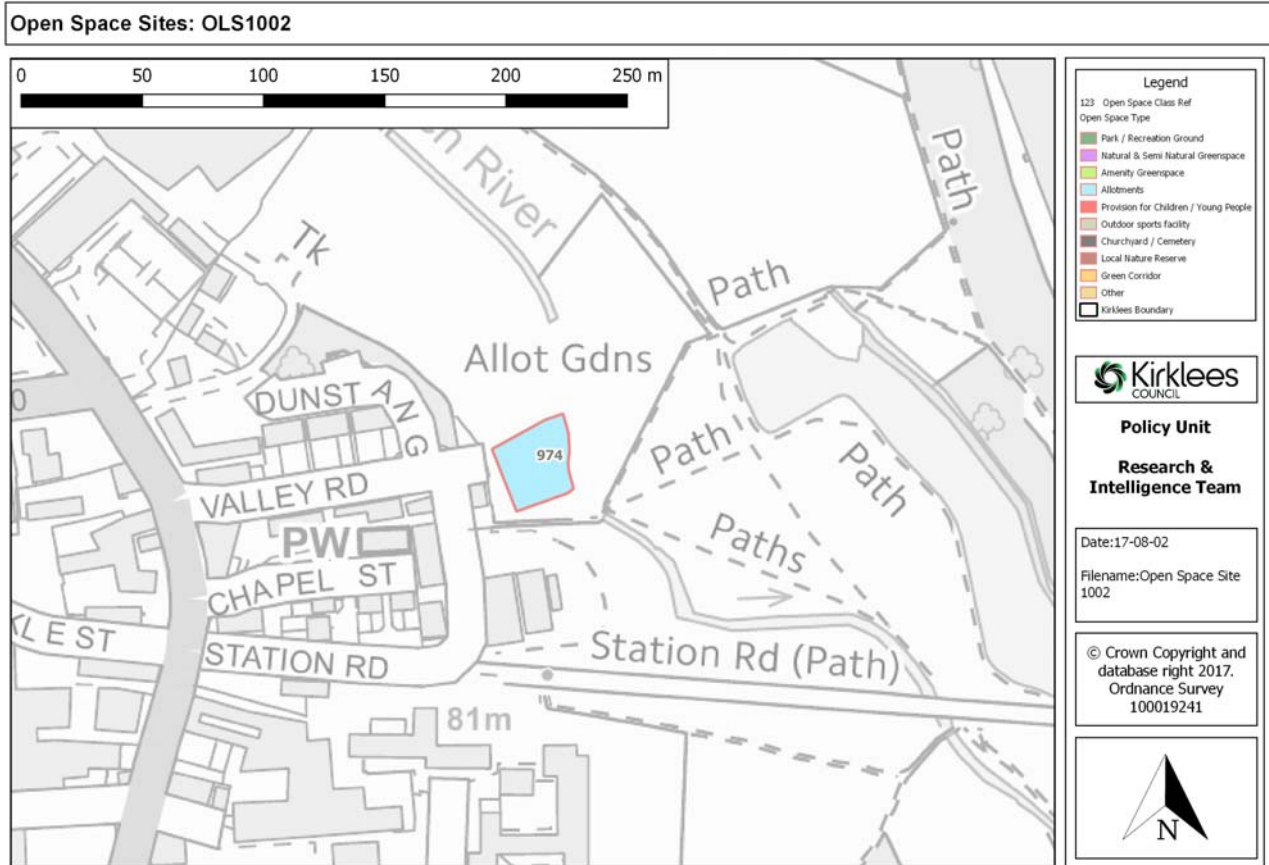 Open Space Sites: OLS1002
0 50 100 150 200 250 m
Legend
123 Open Space Class Ref
Open Space Type
Park / Recreation Ground
Natural & Semi Natural Greenspace
Amenity Greenspace
Allotments
Provision for Children / Young People
Outdoor sports facility
Churchyard / Cemetery
Local Nature Reserve
Green Corridor
Other
Kirklees Boundary
Kirklees
COUNCIL
Policy Unit
Research &
Intelligence Team
Date:17-08-02
Filename:Open Space Site
1002
© Crown Copyright and
database right 2017.
Ordnance Survey
100019241
N
River
Path
Tk
Path
Allot Gdns
DUNST
ANG
974
Path
Path
VALLEY RD
PW
Paths
CHAPEL ST
STATION RD
Station Rd (Path)
81m